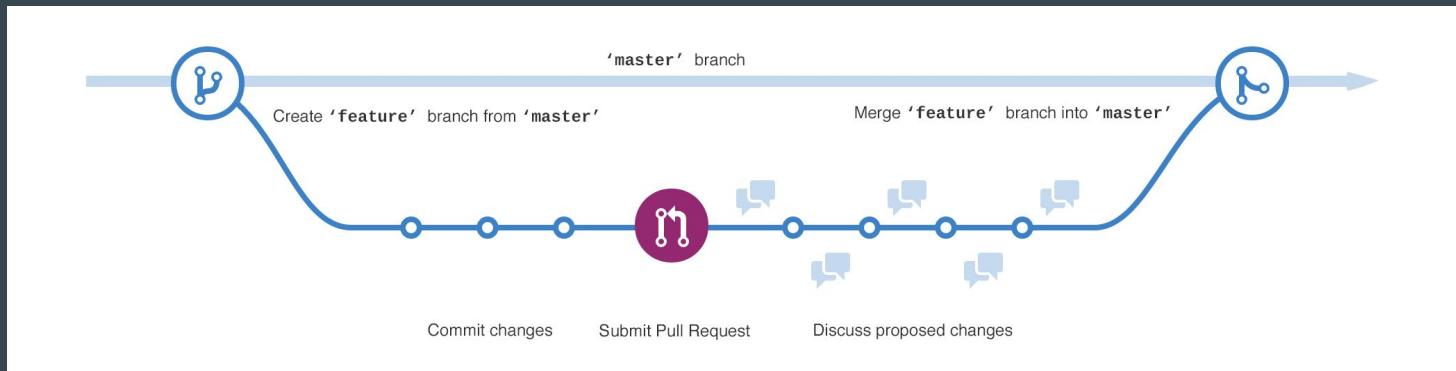 ‘master’ branch
Create ‘feature’ branch from ‘master’
Merge ‘feature’ branch into ‘master’
Commit changes
Submit Pull Request
Discuss proposed changes